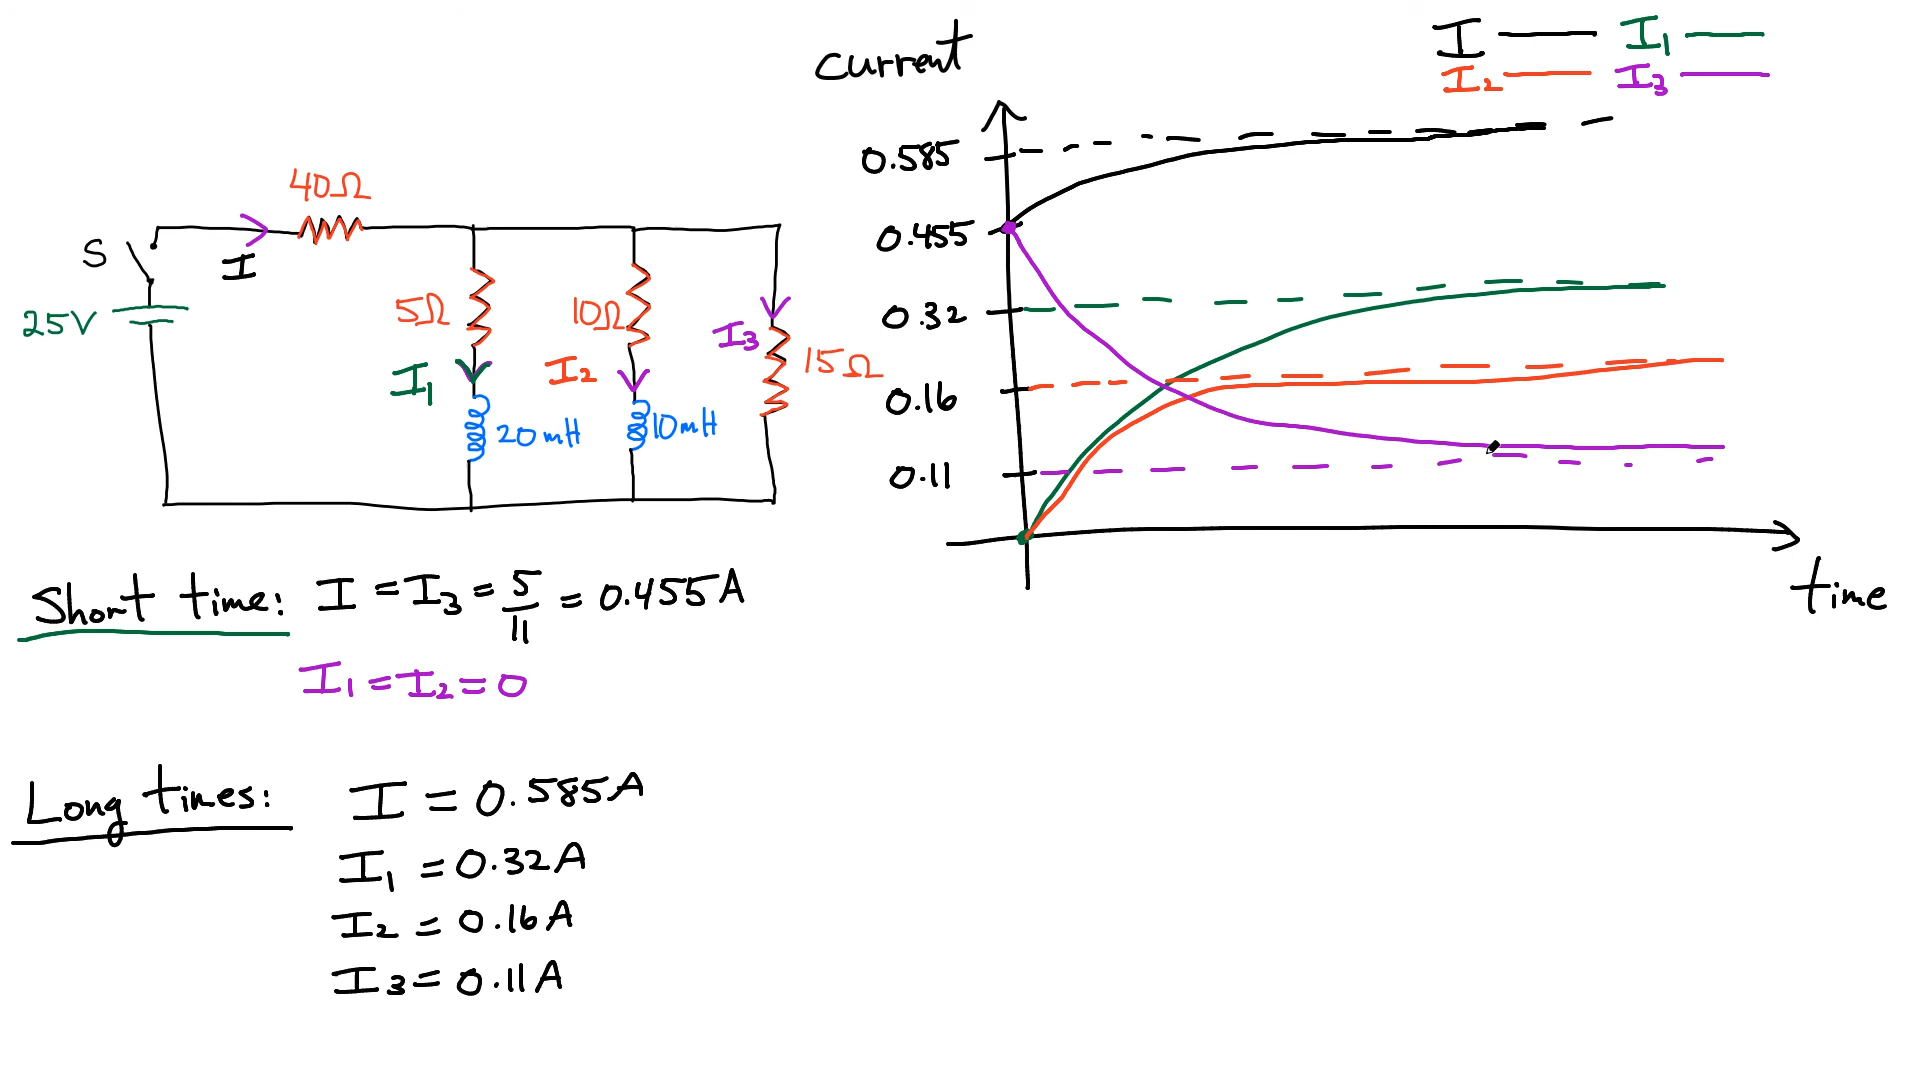 I I₁
I₂ I₃
current
0.585
0.455
0.32
0.16
0.11
time
40Ω
S
I
25V
5Ω
10Ω
I₃
15Ω
I₁
I₂
20mH
10mH
Short time: I = I₃ = 5/11 = 0.455A
I₁ = I₂ = 0
Long times: I = 0.585A
I₁ = 0.32A
I₂ = 0.16A
I₃ = 0.11A